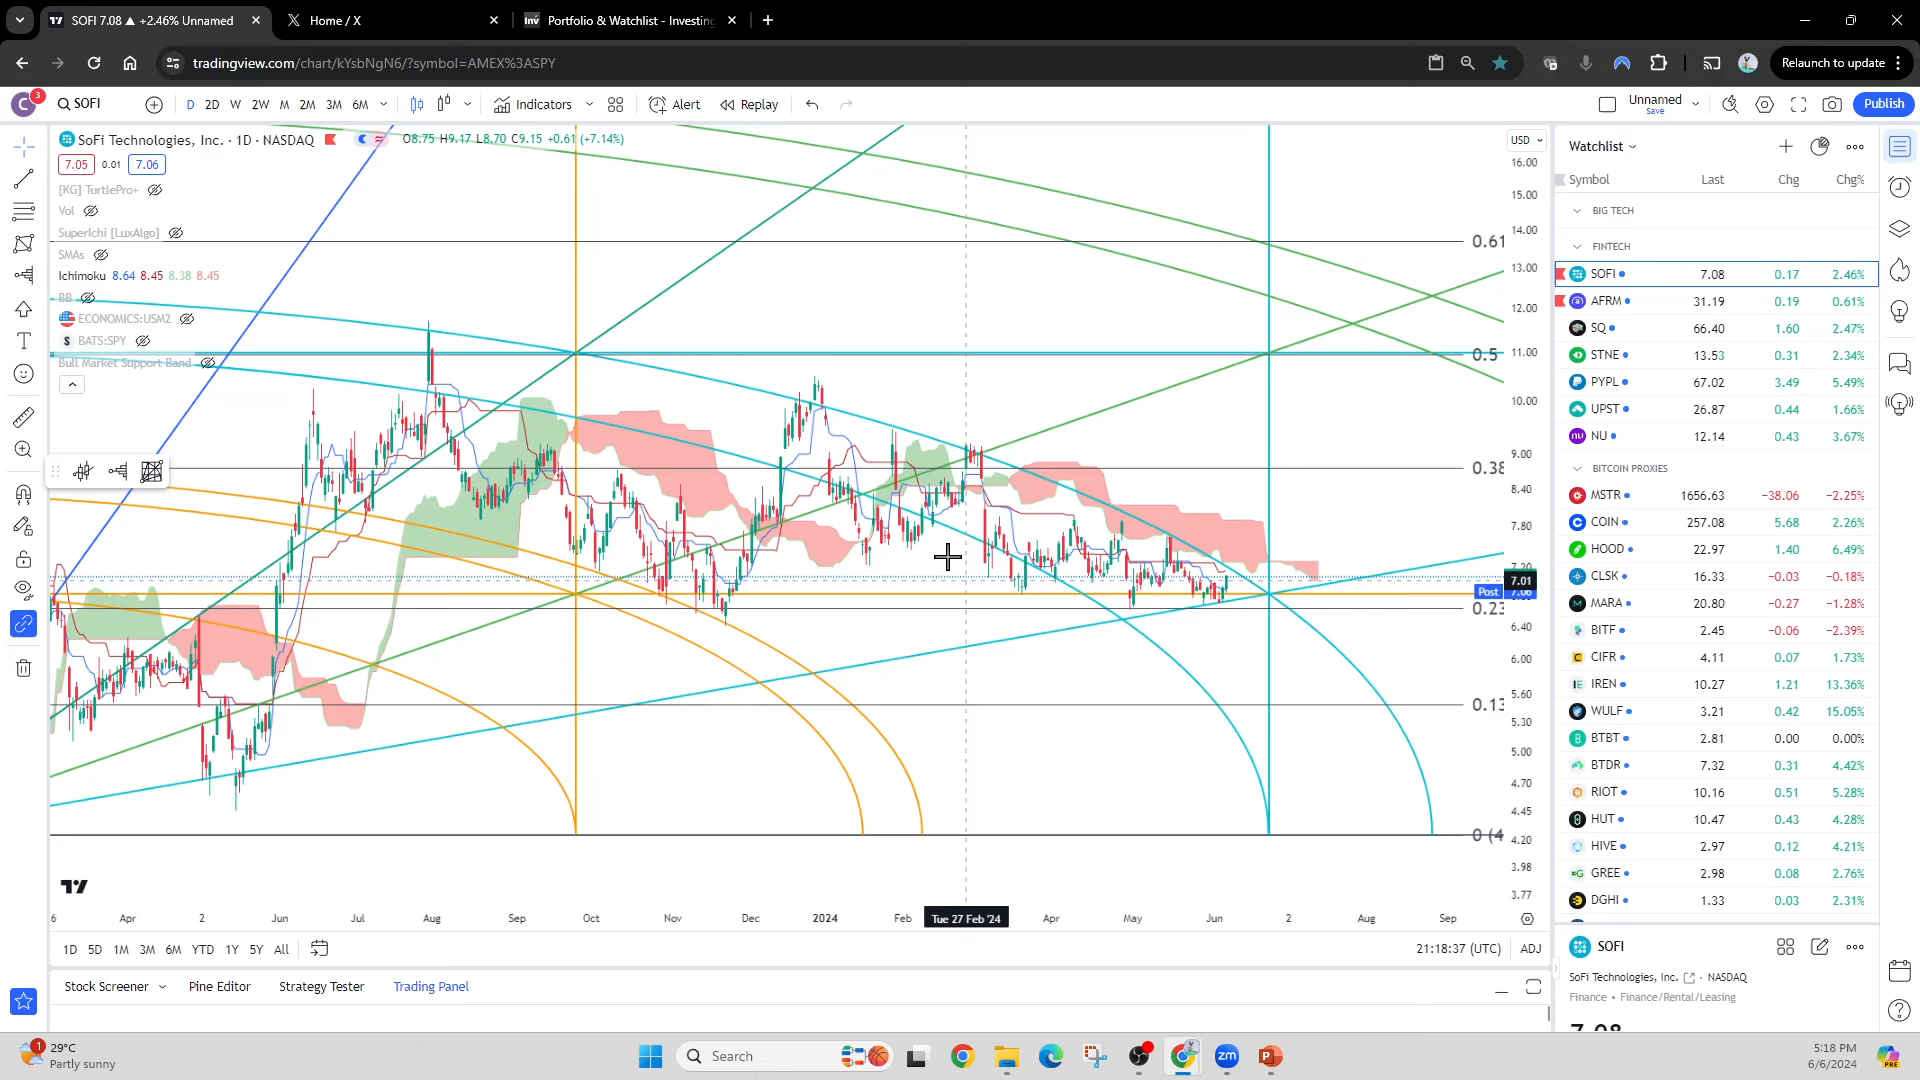 SOFI 7.08 ▲ +2.46% Unnamed
Home / X
Portfolio & Watchlist - Investing
tradingview.com/chart/kYsbNgN6/?symbol=AMEX%3ASPY
Relaunch to update
C 3 SOFI D 2D W 2W M 2M 3M 6M Indicators Alert Replay Unnamed Save Publish
SoFi Technologies, Inc. · 1D · NASDAQ O8.75 H9.17 L8.70 C9.15 +0.61 (+7.14%) USD
7.05 0.01 7.06
[KG] TurtlePro+
Vol
SuperIchi [LuxAlgo]
SMAs
Ichimoku 8.64 8.45 8.38 8.45
BB
ECONOMICS:USM2
BATS:SPY
Bull Market Support Band
0.61
0.5
0.38
0.23
0.13
0 (4
16.00
15.00
14.00
13.00
12.00
11.00
10.00
9.00
8.40
7.80
7.20
7.01
Post 7.06
6.40
6.00
5.60
5.30
5.00
4.70
4.45
4.20
3.98
3.77
6 Apr 2 Jun Jul Aug Sep Oct Nov Dec 2024 Feb Tue 27 Feb '24 Apr May Jun 2 Aug Sep
1D 5D 1M 3M 6M YTD 1Y 5Y All 21:18:37 (UTC) ADJ
Stock Screener Pine Editor Strategy Tester Trading Panel
Watchlist
Symbol Last Chg Chg%
BIG TECH
FINTECH
SOFI 7.08 0.17 2.46%
AFRM 31.19 0.19 0.61%
SQ 66.40 1.60 2.47%
STNE 13.53 0.31 2.34%
PYPL 67.02 3.49 5.49%
UPST 26.87 0.44 1.66%
NU 12.14 0.43 3.67%
BITCOIN PROXIES
MSTR 1656.63 −38.06 −2.25%
COIN 257.08 5.68 2.26%
HOOD 22.97 1.40 6.49%
CLSK 16.33 −0.03 −0.18%
MARA 20.80 −0.27 −1.28%
BITF 2.45 −0.06 −2.39%
CIFR 4.11 0.07 1.73%
IREN 10.27 1.21 13.36%
WULF 3.21 0.42 15.05%
BTBT 2.81 0.00 0.00%
BTDR 7.32 0.31 4.42%
RIOT 10.16 0.51 5.28%
HUT 10.47 0.43 4.28%
HIVE 2.97 0.12 4.21%
GREE 2.98 0.08 2.76%
DGHI 1.33 0.03 2.31%
SOFI
SoFi Technologies, Inc. · NASDAQ
Finance • Finance/Rental/Leasing
7.08
1 29°C
Partly sunny
Search
zm
PRE
5:18 PM
6/6/2024